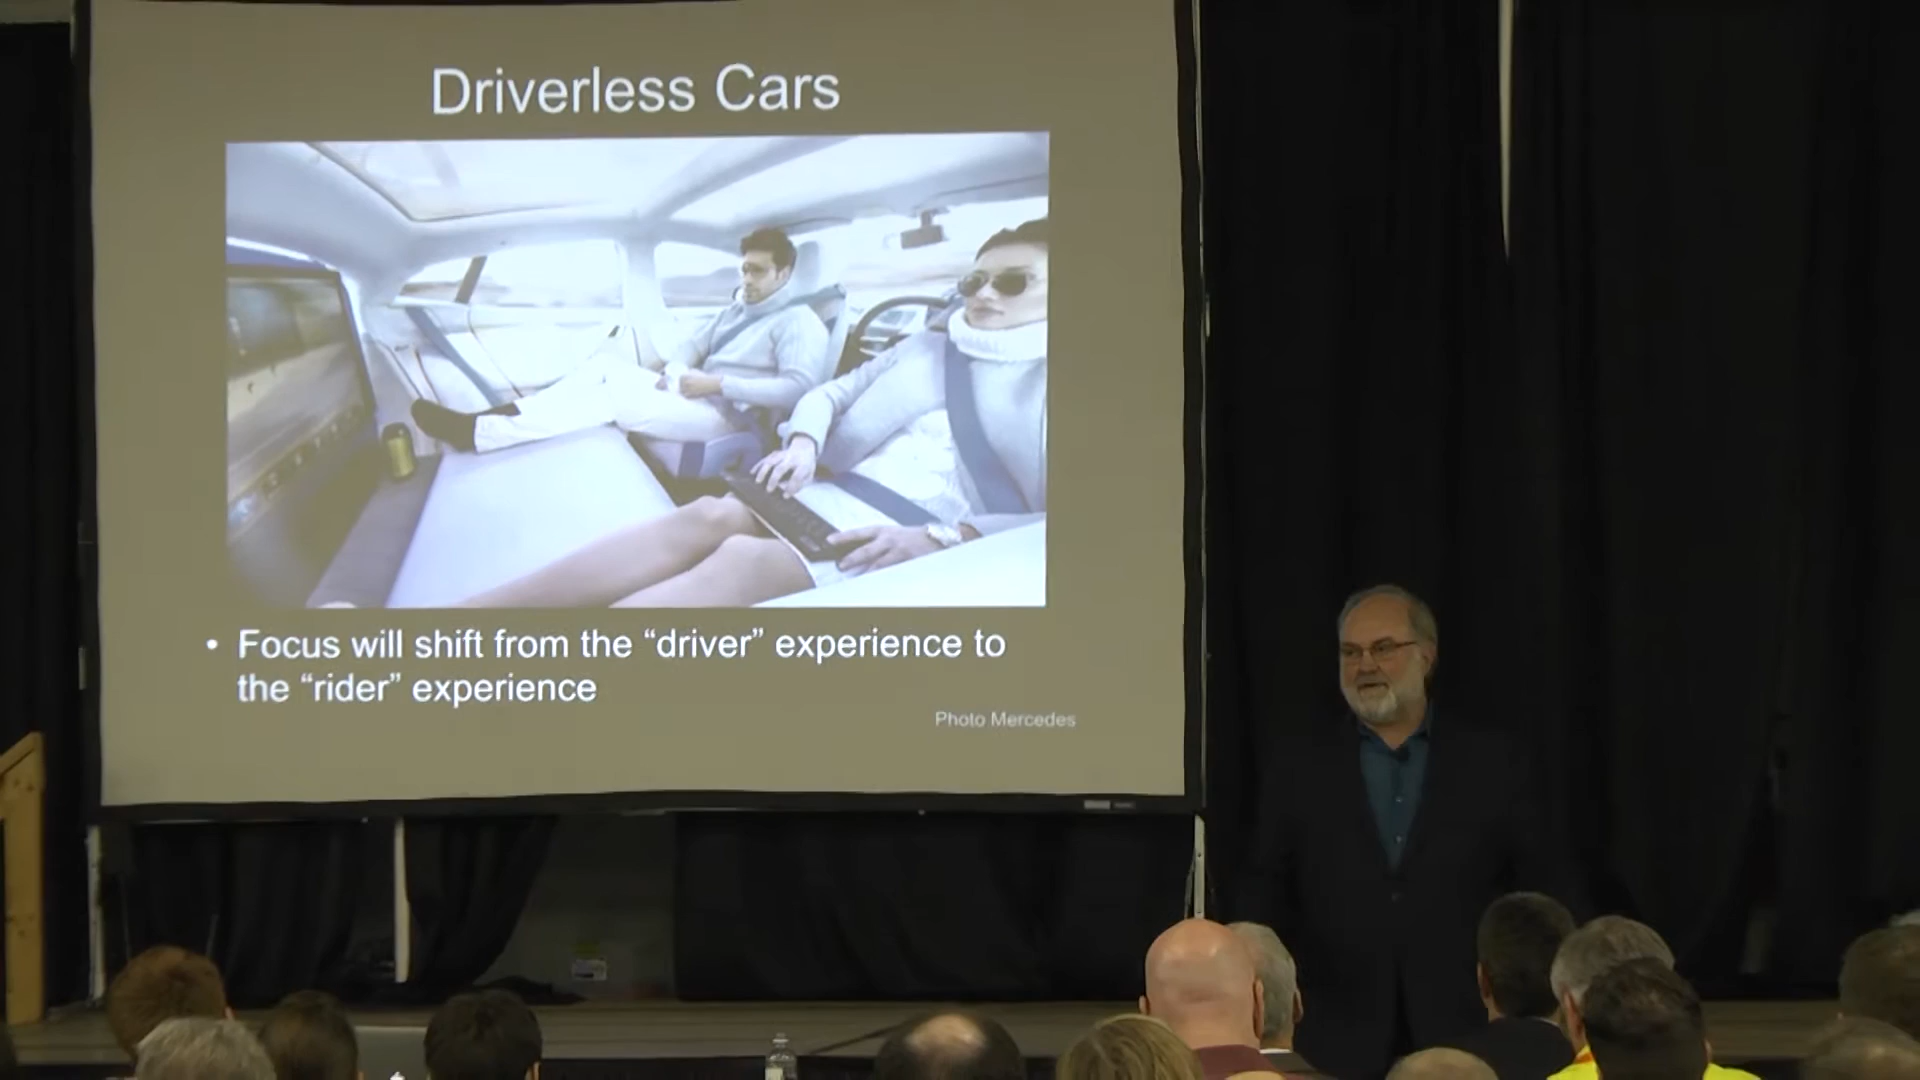 Driverless Cars
• Focus will shift from the “driver” experience to
the “rider” experience
Photo Mercedes